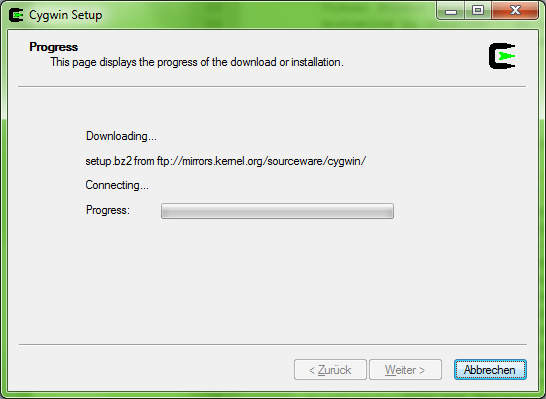 Cygwin Setup
Progress
This page displays the progress of the download or installation.
Downloading...
setup.bz2 from ftp://mirrors.kernel.org/sourceware/cygwin/
Connecting...
Progress:
< Zurück Weiter > Abbrechen